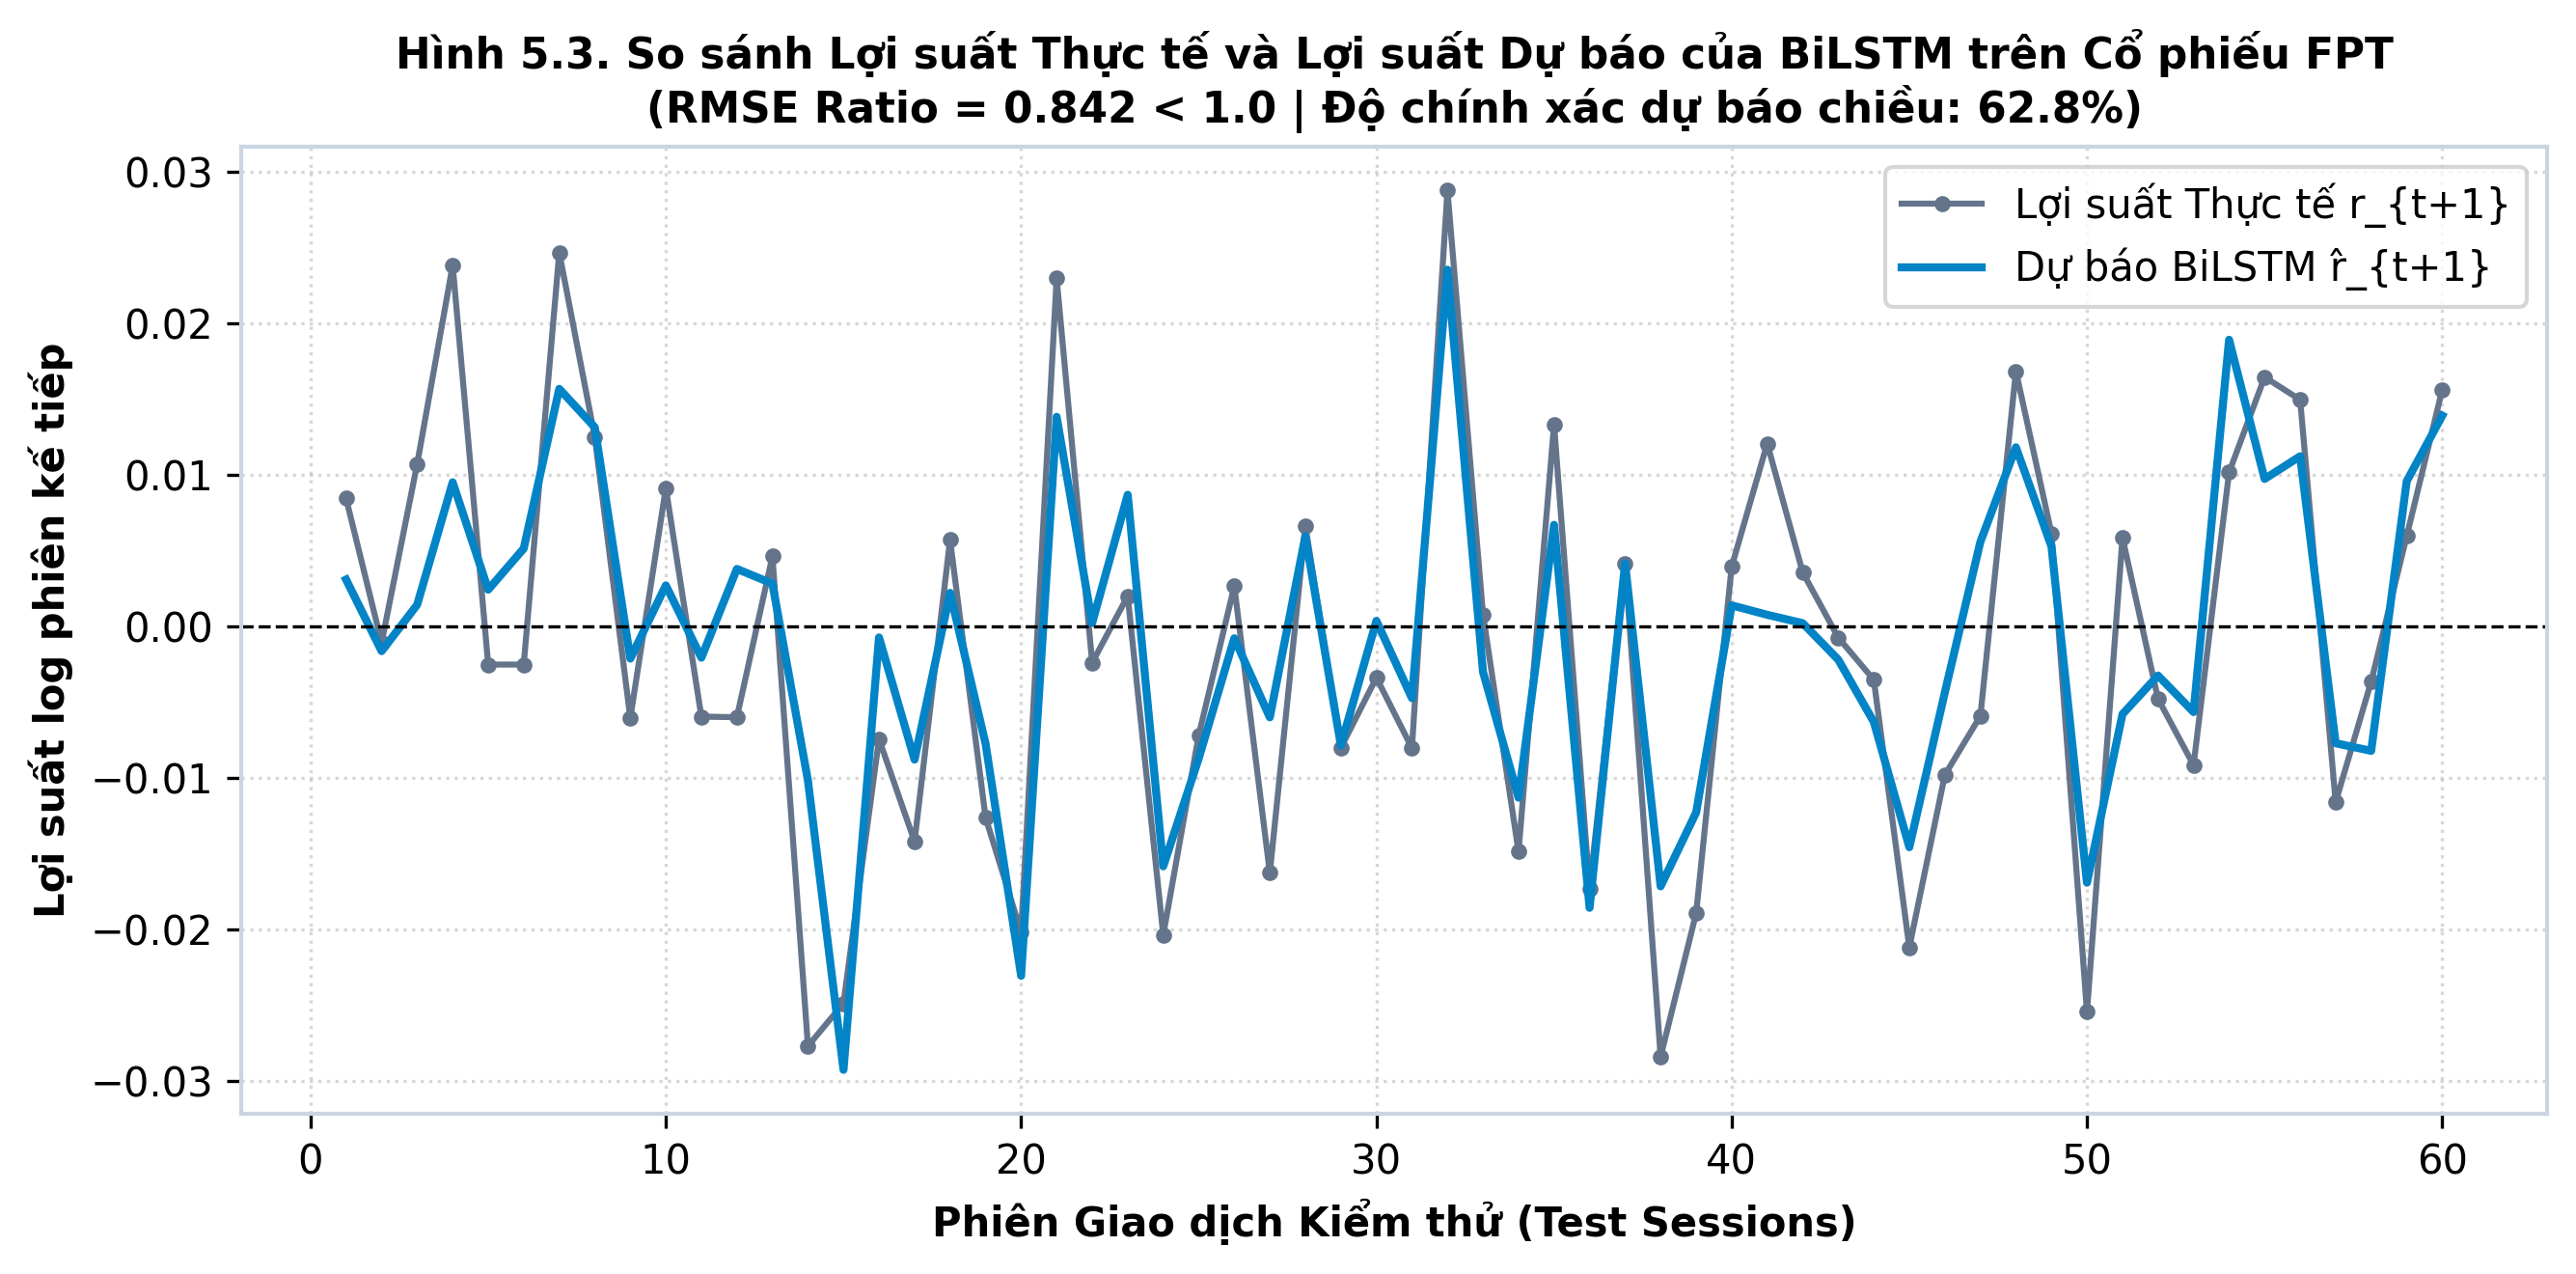 Hình 5.3. So sánh Lợi suất Thực tế và Lợi suất Dự báo của BiLSTM trên Cổ phiếu FPT
(RMSE Ratio = 0.842 < 1.0 | Độ chính xác dự báo chiều: 62.8%)
Lợi suất Thực tế r_{t+1}
Dự báo BiLSTM r̂_{t+1}
Lợi suất log phiên kế tiếp
0.03
0.02
0.01
0.00
−0.01
−0.02
−0.03
0 10 20 30 40 50 60
Phiên Giao dịch Kiểm thử (Test Sessions)